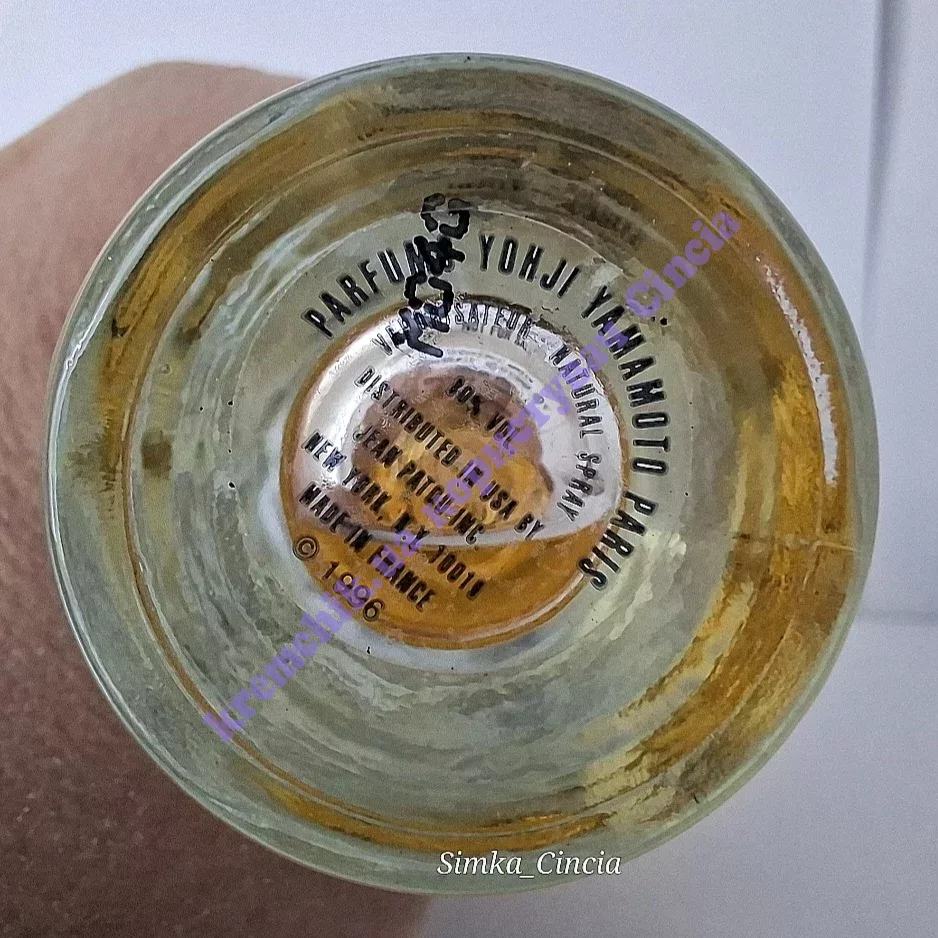 PARFUMS YOHJI YAMAMOTO PARIS
VAPORISATEUR NATURAL SPRAY
80% VOL
DISTRIBUTED IN USA BY
JEAN PATOU INC
NEW YORK, N.Y. 10016
MADE IN FRANCE
© 1996
Simka_Cincia